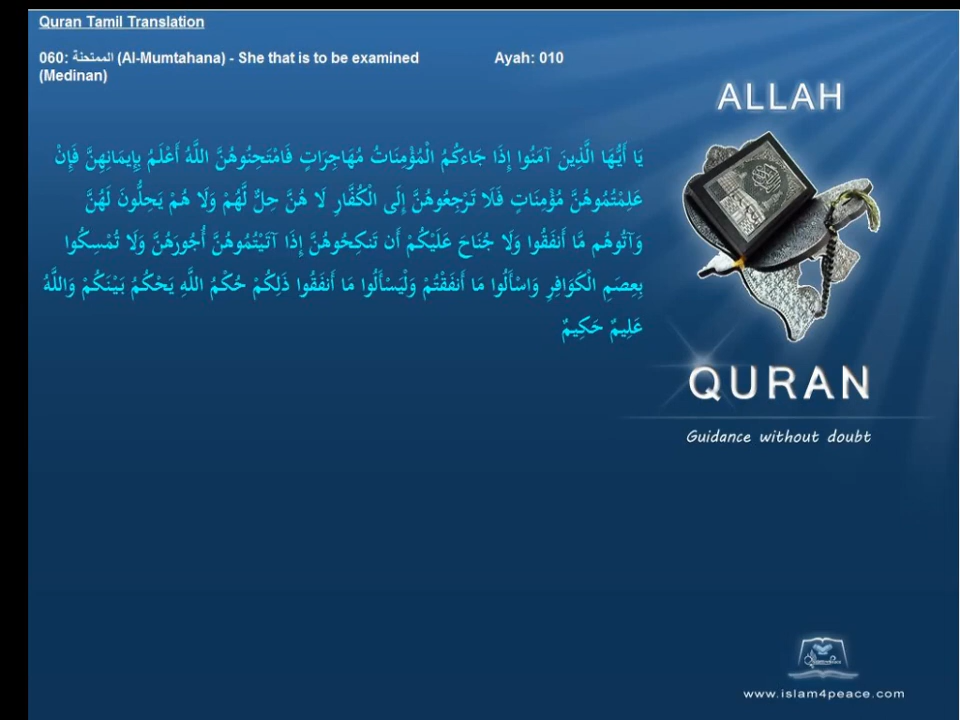 Quran Tamil Translation
060: الممتحنة (Al-Mumtahana) - She that is to be examined Ayah: 010
(Medinan)
ALLAH
يَا أَيُّهَا الَّذِينَ آمَنُوا إِذَا جَاءَكُمُ الْمُؤْمِنَاتُ مُهَاجِرَاتٍ فَامْتَحِنُوهُنَّ اللَّهُ أَعْلَمُ بِإِيمَانِهِنَّ فَإِنْ
عَلِمْتُمُوهُنَّ مُؤْمِنَاتٍ فَلَا تَرْجِعُوهُنَّ إِلَى الْكُفَّارِ لَا هُنَّ حِلٌّ لَّهُمْ وَلَا هُمْ يَحِلُّونَ لَهُنَّ
وَآتُوهُم مَّا أَنفَقُوا وَلَا جُنَاحَ عَلَيْكُمْ أَن تَنكِحُوهُنَّ إِذَا آتَيْتُمُوهُنَّ أُجُورَهُنَّ وَلَا تُمْسِكُوا
بِعِصَمِ الْكَوَافِرِ وَاسْأَلُوا مَا أَنفَقْتُمْ وَلْيَسْأَلُوا مَا أَنفَقُوا ذَلِكُمْ حُكْمُ اللَّهِ يَحْكُمُ بَيْنَكُمْ وَاللَّهُ
عَلِيمٌ حَكِيمٌ
QURAN
Guidance without doubt
www.islam4peace.com